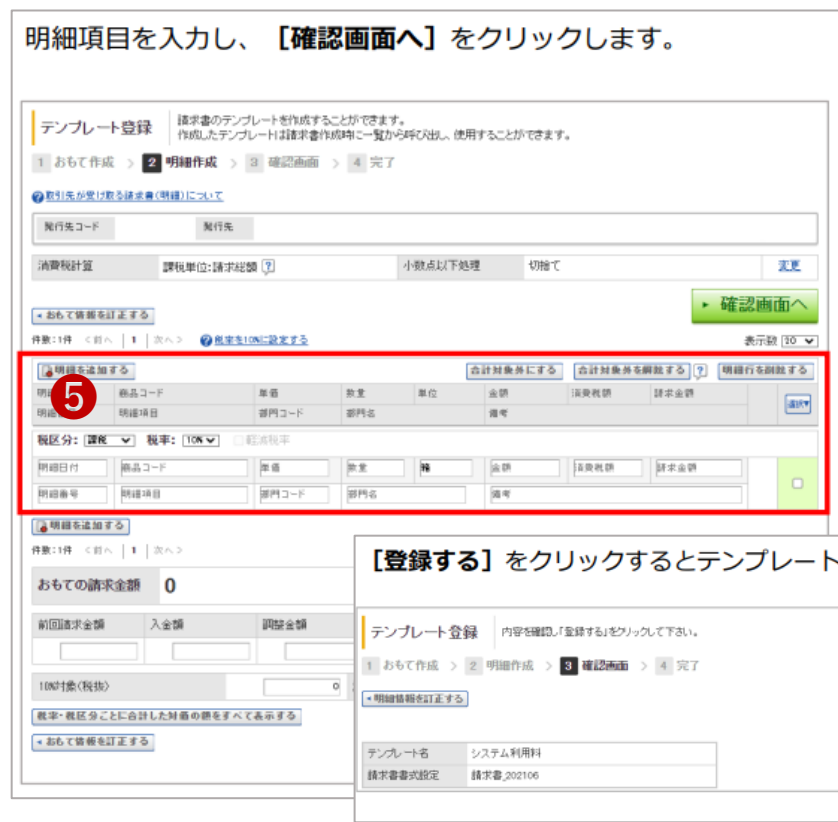 明細項目を入力し、［確認画面へ］をクリックします。
テンプレート登録
請求書のテンプレートを作成することができます。
作成したテンプレートは請求書作成時に一覧から呼び出し、使用することができます。
1 おもて作成 > 2 明細作成 > 3 確認画面 > 4 完了
取引先が受け取る請求書(明細)について
発行先コード 発行先
消費税計算 課税単位:請求総額 ? 小数点以下処理 切捨て 変更
確認画面へ
おもて情報を訂正する
件数:1件 <前へ | 1 | 次へ> 税率を10%に設定する 表示数 10
明細を追加する 合計対象外にする 合計対象外を解除する ? 明細行を削除する
5
商品コード 単価 数量 単位 金額 消費税額 請求金額
明細項目 部門コード 部門名 備考
選択▼
税区分: 課税 税率: 10% 軽減税率
明細日付 商品コード 単価 数量 金額 消費税額 請求金額
明細番号 明細項目 部門コード 部門名 備考
明細を追加する
件数:1件 <前へ | 1 | 次へ>
おもての請求金額 0
前回請求金額 入金額 調整金額
10%対象(税抜) 0
税率・税区分ごとに合計した対価の額をすべて表示する
おもて情報を訂正する
［登録する］をクリックするとテンプレート
テンプレート登録 内容を確認し「登録する」をクリックして下さい。
1 おもて作成 > 2 明細作成 > 3 確認画面 > 4 完了
明細情報を訂正する
テンプレート名 システム利用料
請求書書式設定 請求書_202106